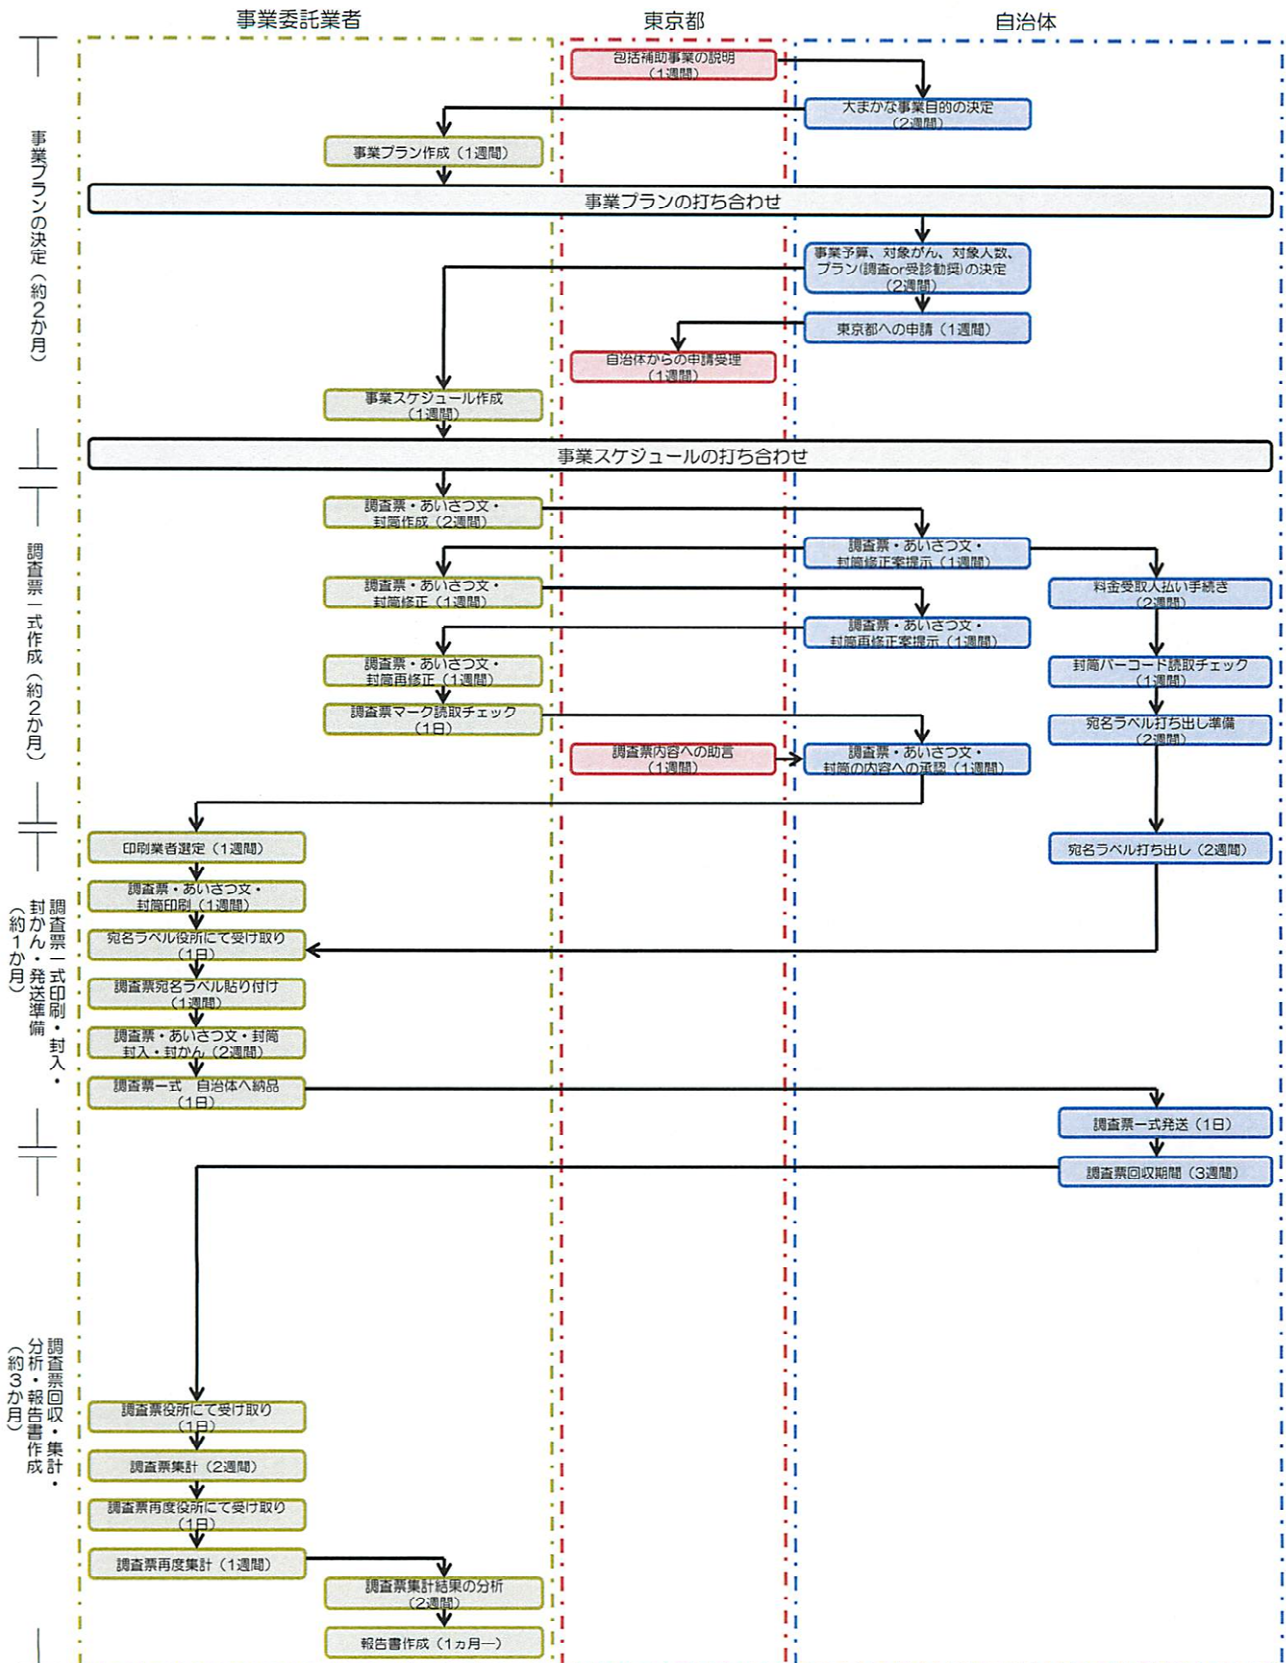 事業委託業者
東京都
自治体
事業プランの決定（約2か月）
包括補助事業の説明
（1週間）
大まかな事業目的の決定
（2週間）
事業プラン作成（1週間）
事業プランの打ち合わせ
事業予算、対象がん、対象人数、
プラン(調査or受診勧奨)の決定
（2週間）
東京都への申請（1週間）
自治体からの申請受理
（1週間）
事業スケジュール作成
（1週間）
事業スケジュールの打ち合わせ
調査票一式作成（約2か月）
調査票・あいさつ文・
封筒作成（2週間）
調査票・あいさつ文・
封筒修正案提示（1週間）
調査票・あいさつ文・
封筒修正（1週間）
料金受取人払い手続き
（2週間）
調査票・あいさつ文・
封筒再修正案提示（1週間）
調査票・あいさつ文・
封筒再修正（1週間）
封筒バーコード読取チェック
（1週間）
調査票マーク読取チェック
（1日）
宛名ラベル打ち出し準備
（2週間）
調査票内容への助言
（1週間）
調査票・あいさつ文・
封筒の内容への承認（1週間）
調査票一式印刷・封入・
封かん・発送準備
（約1か月）
印刷業者選定（1週間）
宛名ラベル打ち出し（2週間）
調査票・あいさつ文・
封筒印刷（1週間）
宛名ラベル役所にて受け取り
（1日）
調査票宛名ラベル貼り付け
（1週間）
調査票・あいさつ文・封筒
封入・封かん（2週間）
調査票一式　自治体へ納品
（1日）
調査票一式発送（1日）
調査票回収期間（3週間）
調査票回収・集計・
分析・報告書作成
（約3か月）
調査票役所にて受け取り
（1日）
調査票集計（2週間）
調査票再度役所にて受け取り
（1日）
調査票再度集計（1週間）
調査票集計結果の分析
（2週間）
報告書作成（1ヵ月―）